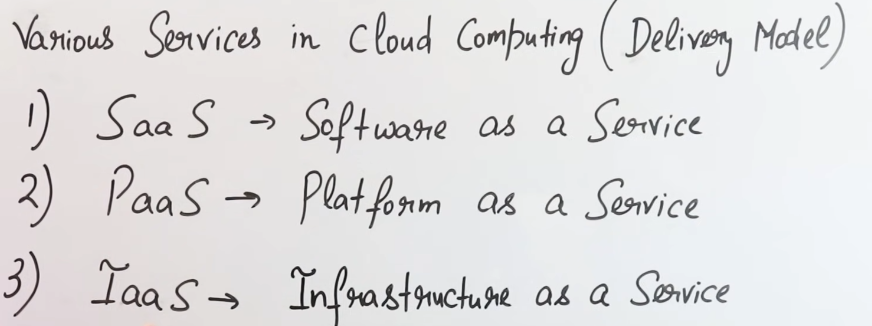 Various Services in Cloud Computing (Delivery Model)
1) SaaS → Software as a Service
2) PaaS → Platform as a Service
3) IaaS → Infrastructure as a Service